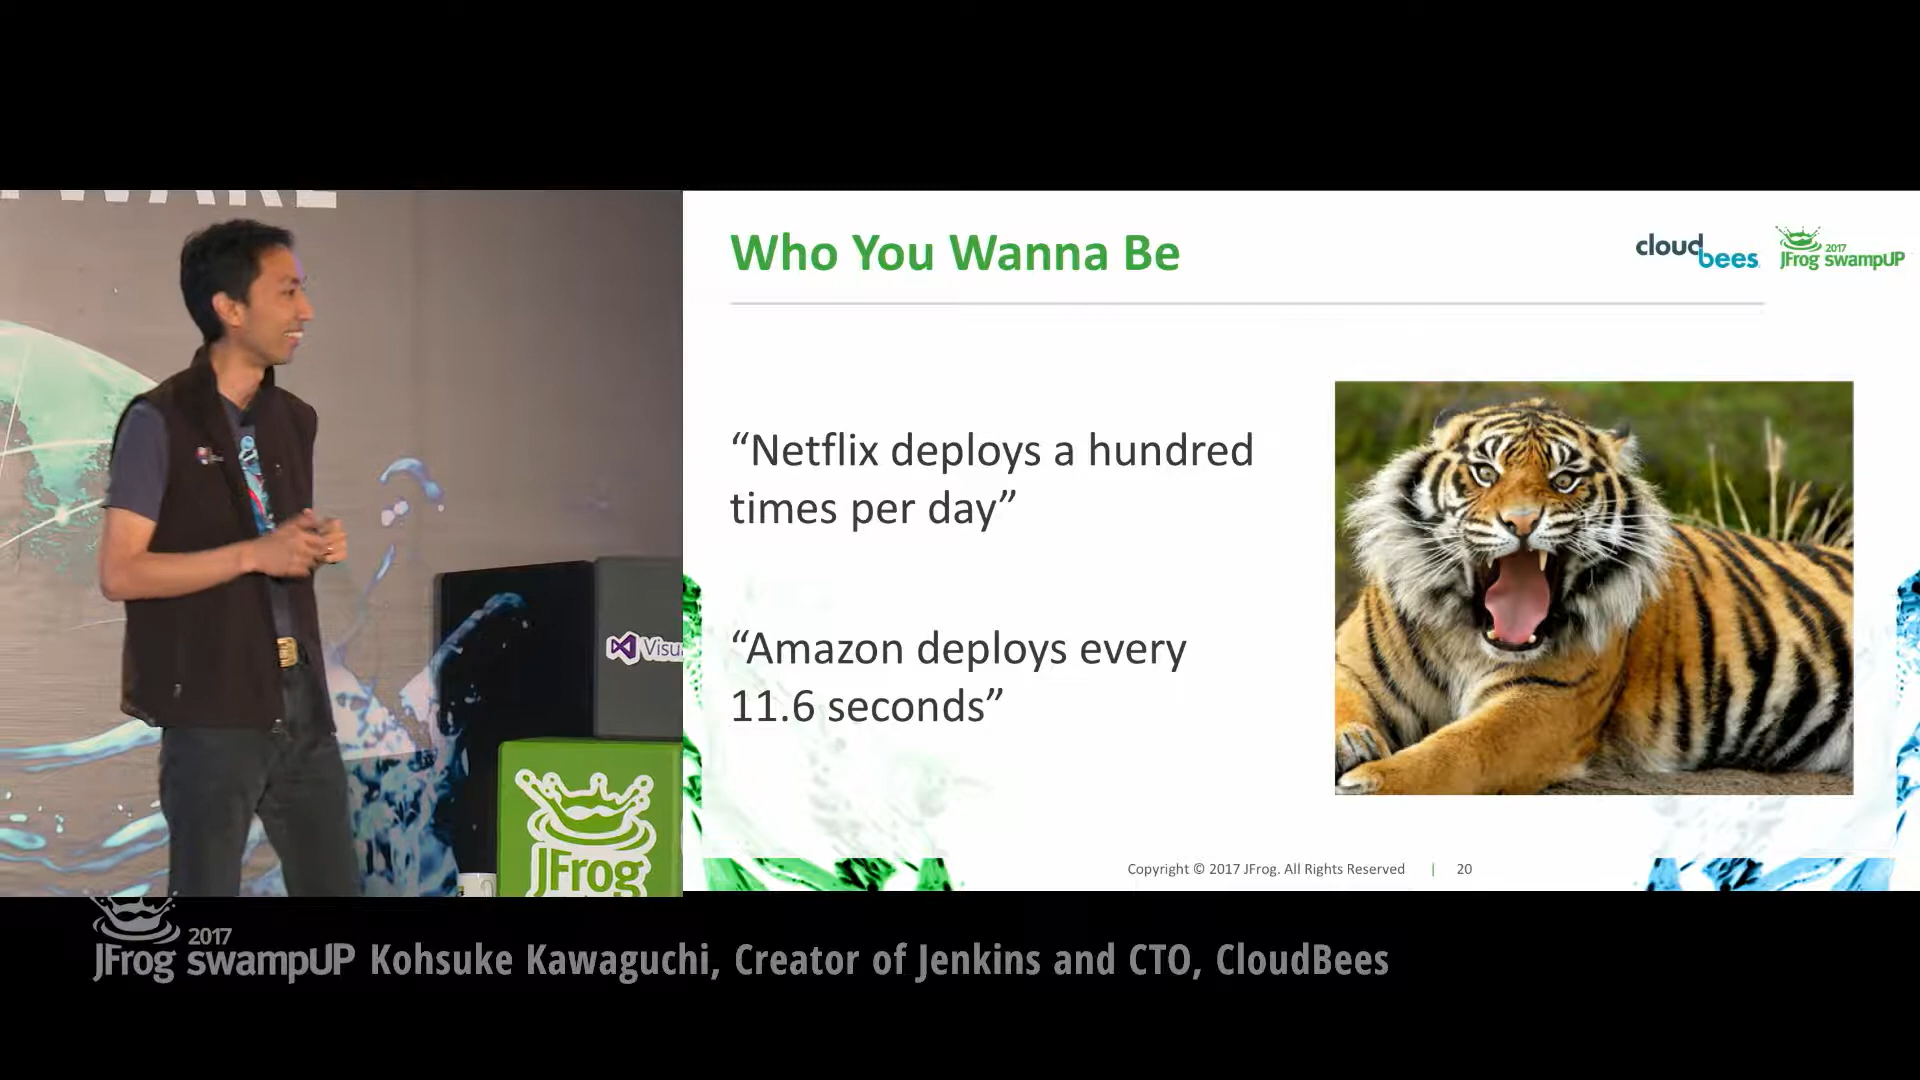 Who You Wanna Be
cloudbees
2017
JFrog swampUP
“Netflix deploys a hundred
times per day”
“Amazon deploys every
11.6 seconds”
Copyright © 2017 JFrog. All Rights Reserved | 20
JFrog
2017
JFrog swampUP Kohsuke Kawaguchi, Creator of Jenkins and CTO, CloudBees